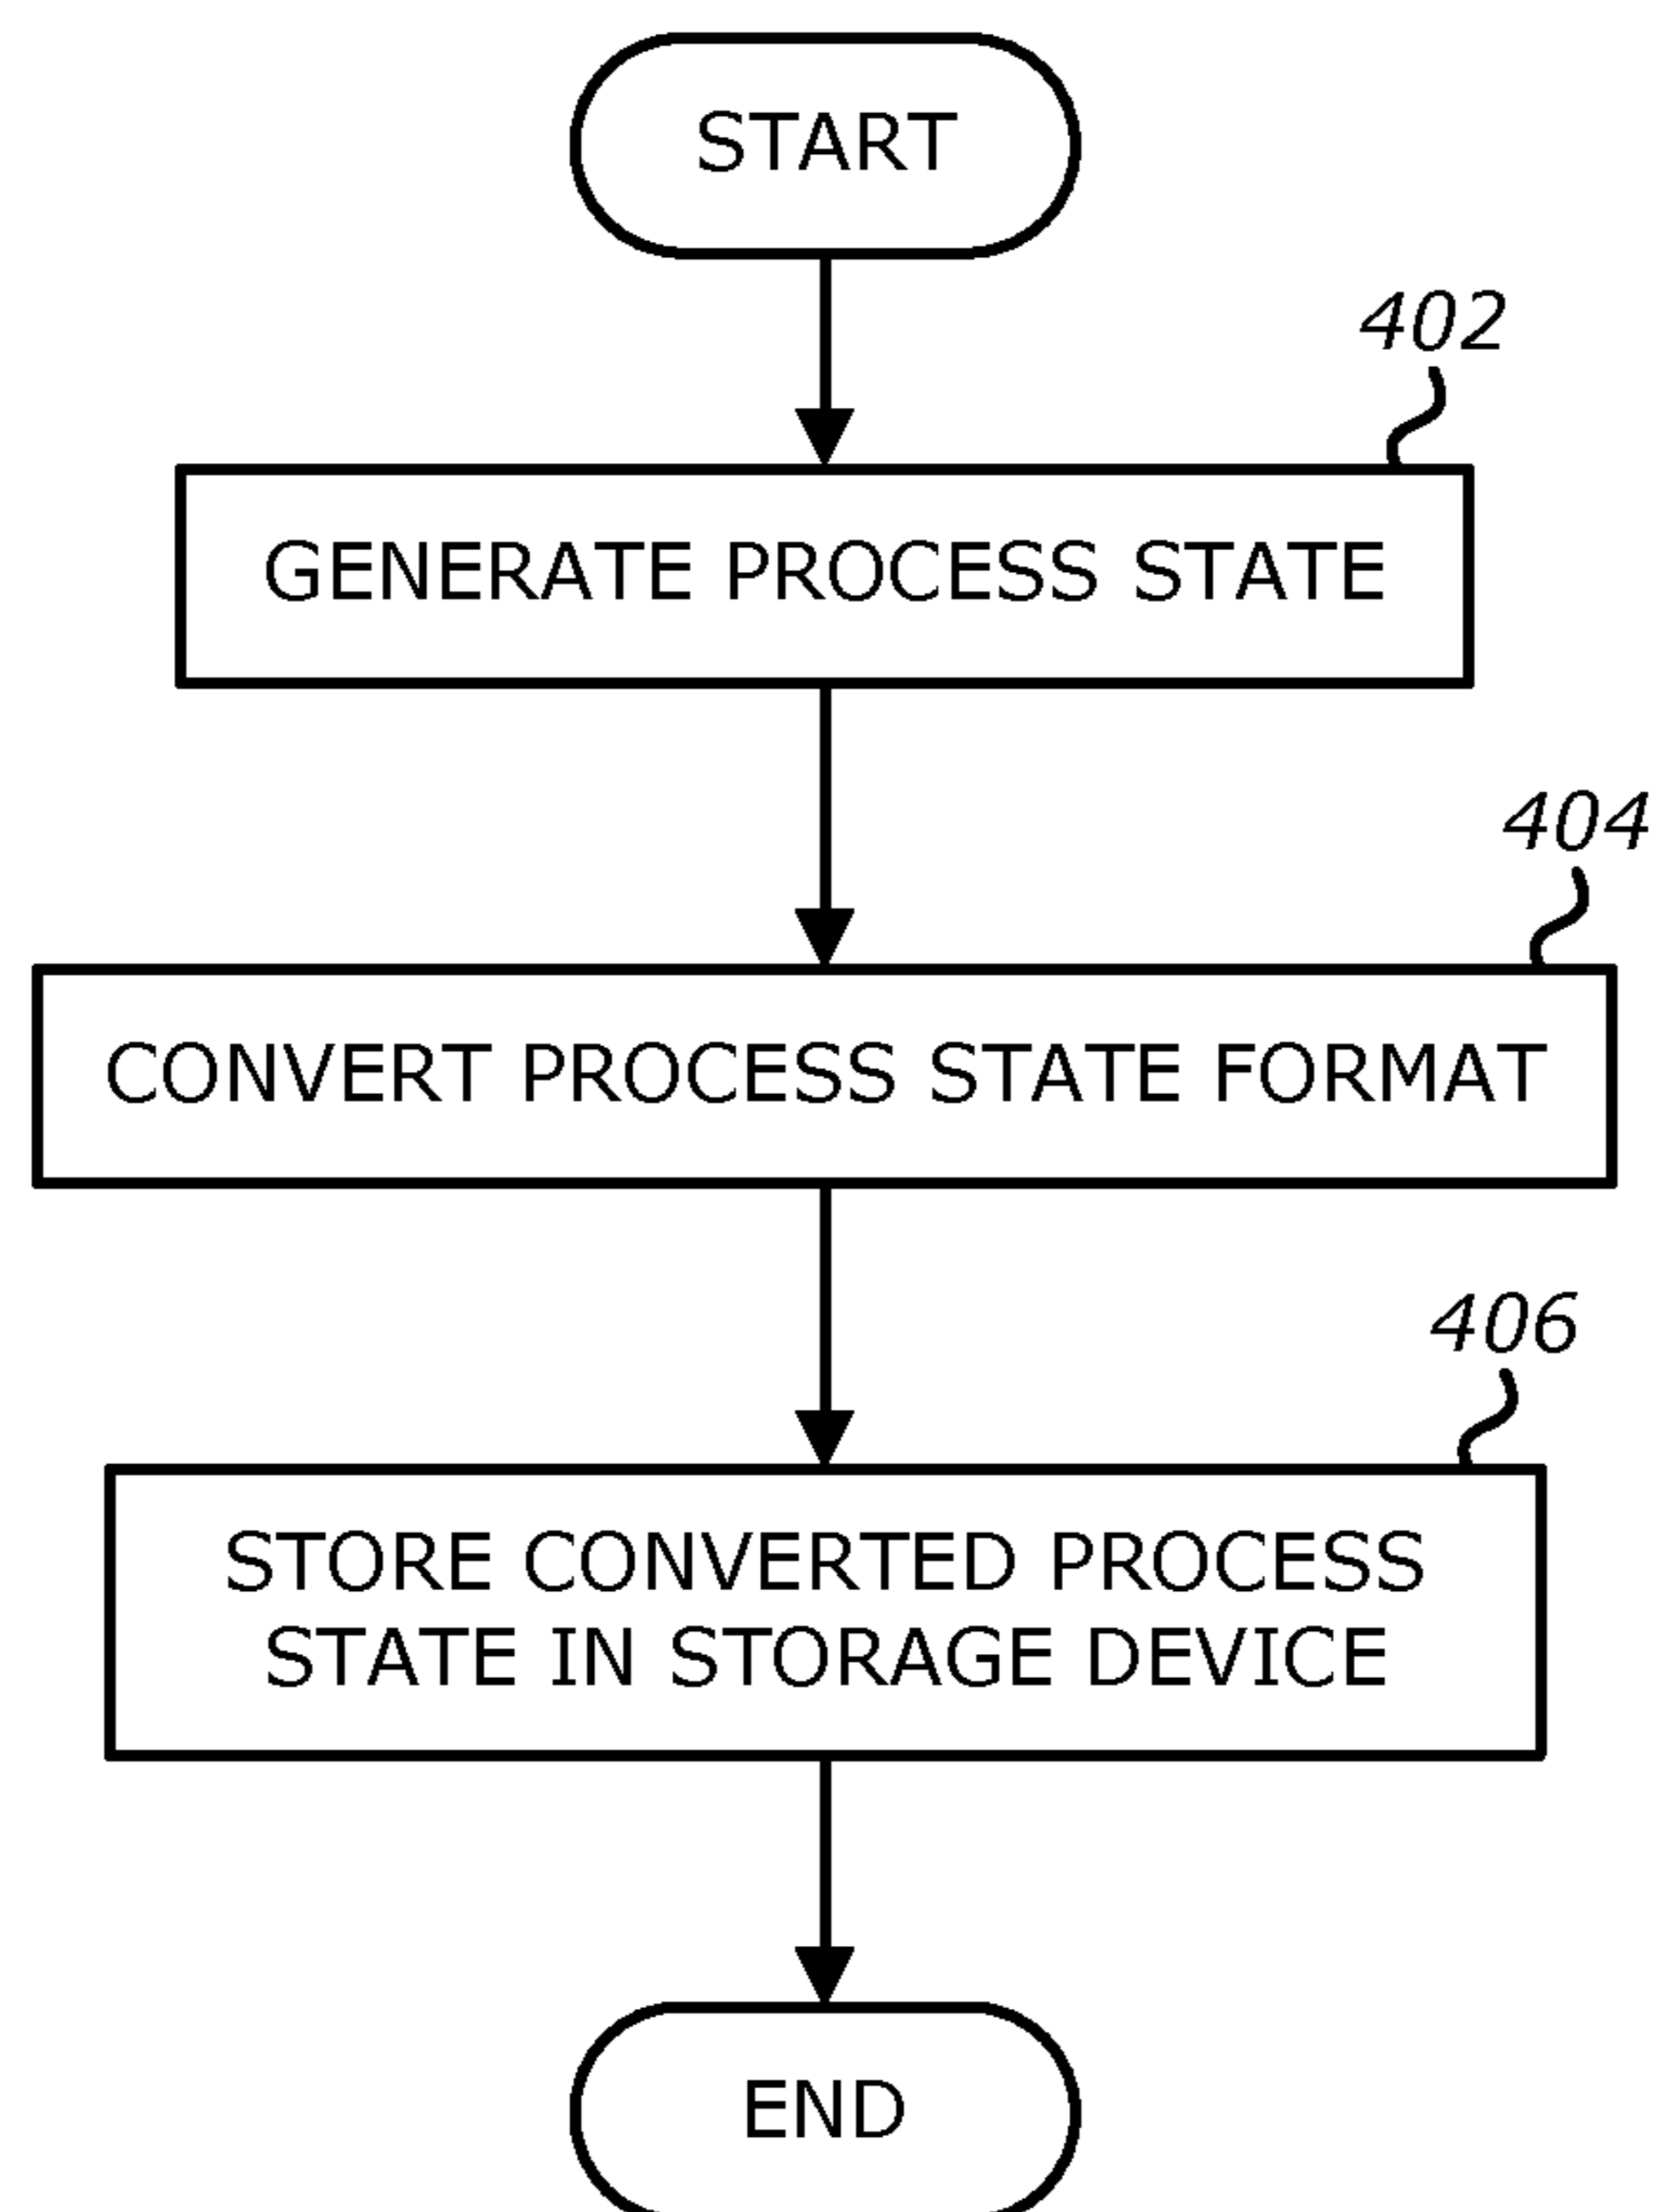 START
402
GENERATE PROCESS STATE
404
CONVERT PROCESS STATE FORMAT
406
STORE CONVERTED PROCESS
STATE IN STORAGE DEVICE
END